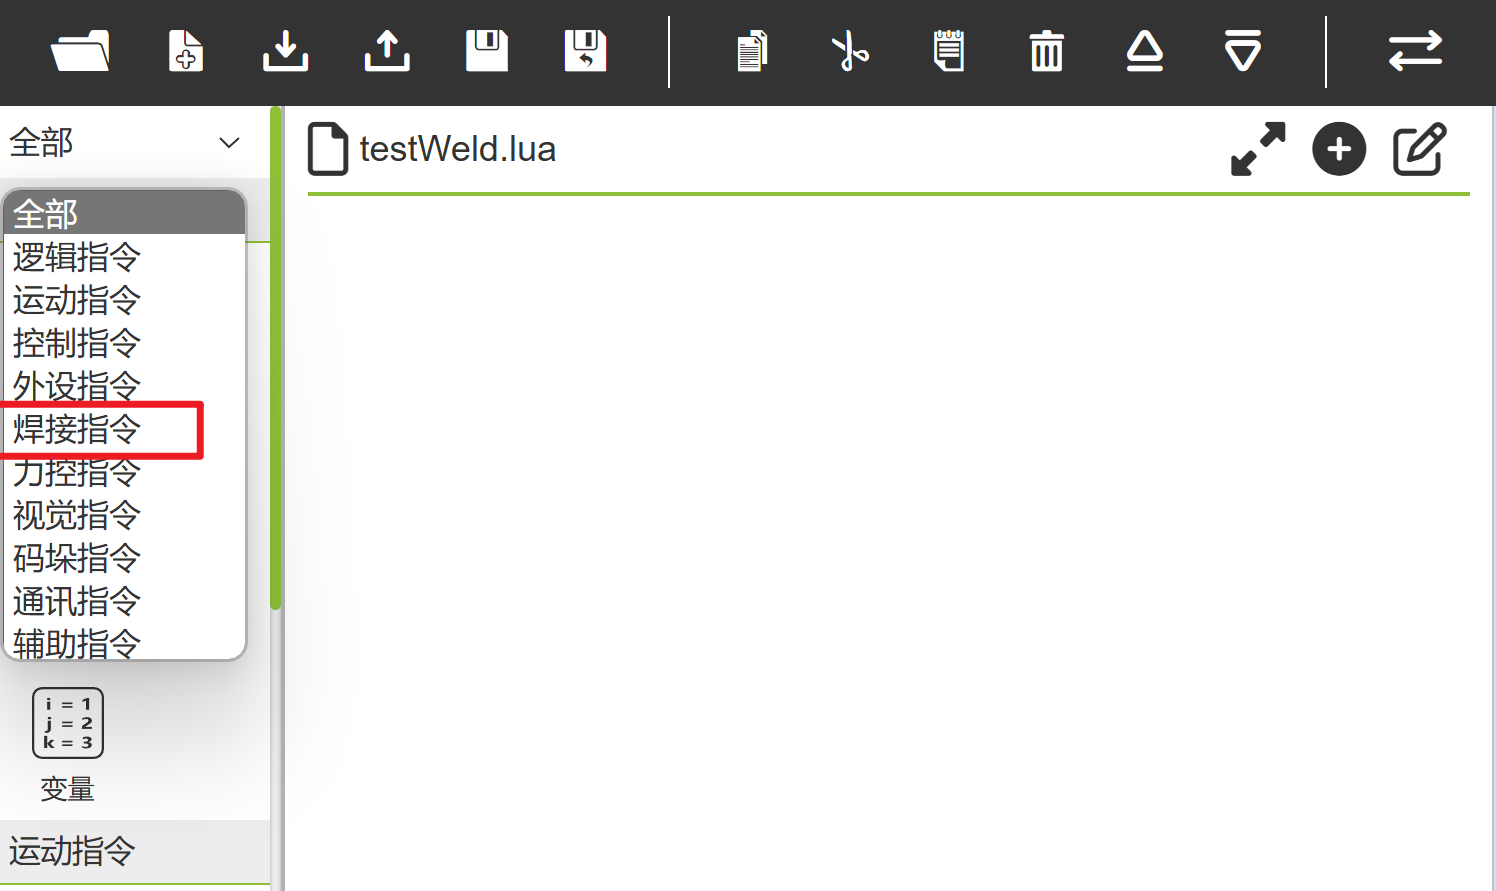 全部
testWeld.lua
全部
逻辑指令
运动指令
控制指令
外设指令
焊接指令
力控指令
视觉指令
码垛指令
通讯指令
辅助指令
i = 1
j = 2
k = 3
变量
运动指令